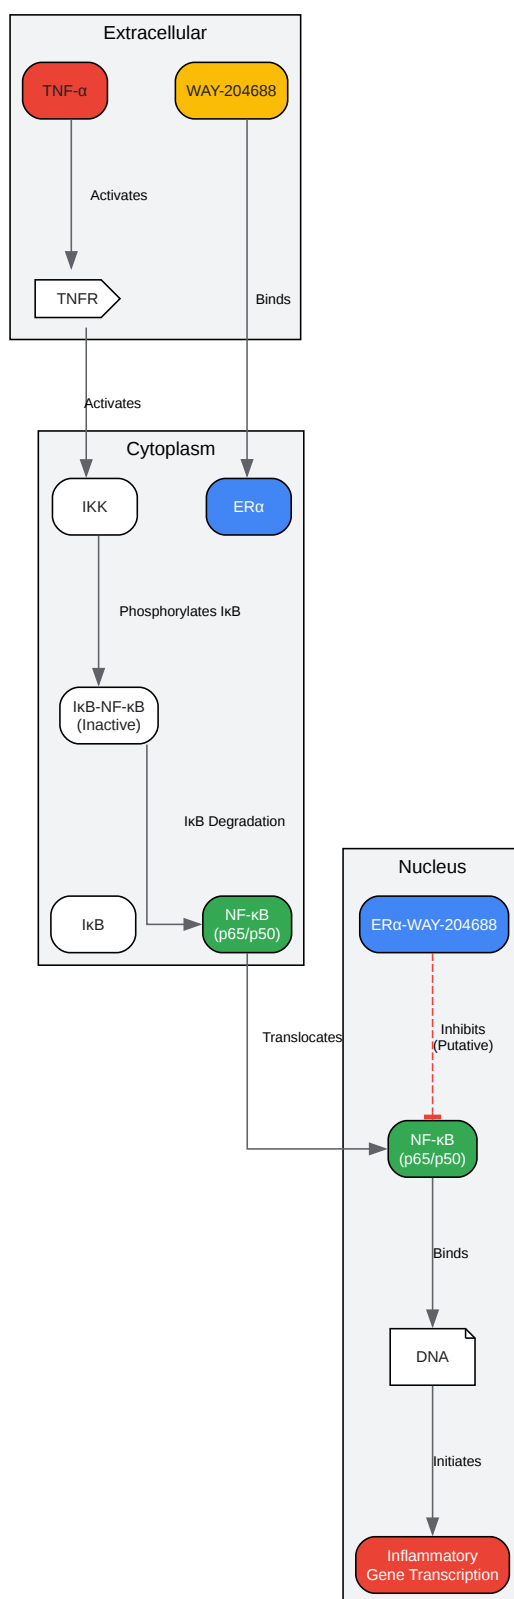 Extracellular
TNF-α
WAY-204688
Activates
TNFR
Binds
Activates
Cytoplasm
IKK
ERα
Phosphorylates IκB
IκB-NF-κB
(Inactive)
IκB Degradation
IκB
NF-κB
(p65/p50)
Nucleus
ERα-WAY-204688
Translocates
Inhibits
(Putative)
NF-κB
(p65/p50)
Binds
DNA
Initiates
Inflammatory
Gene Transcription